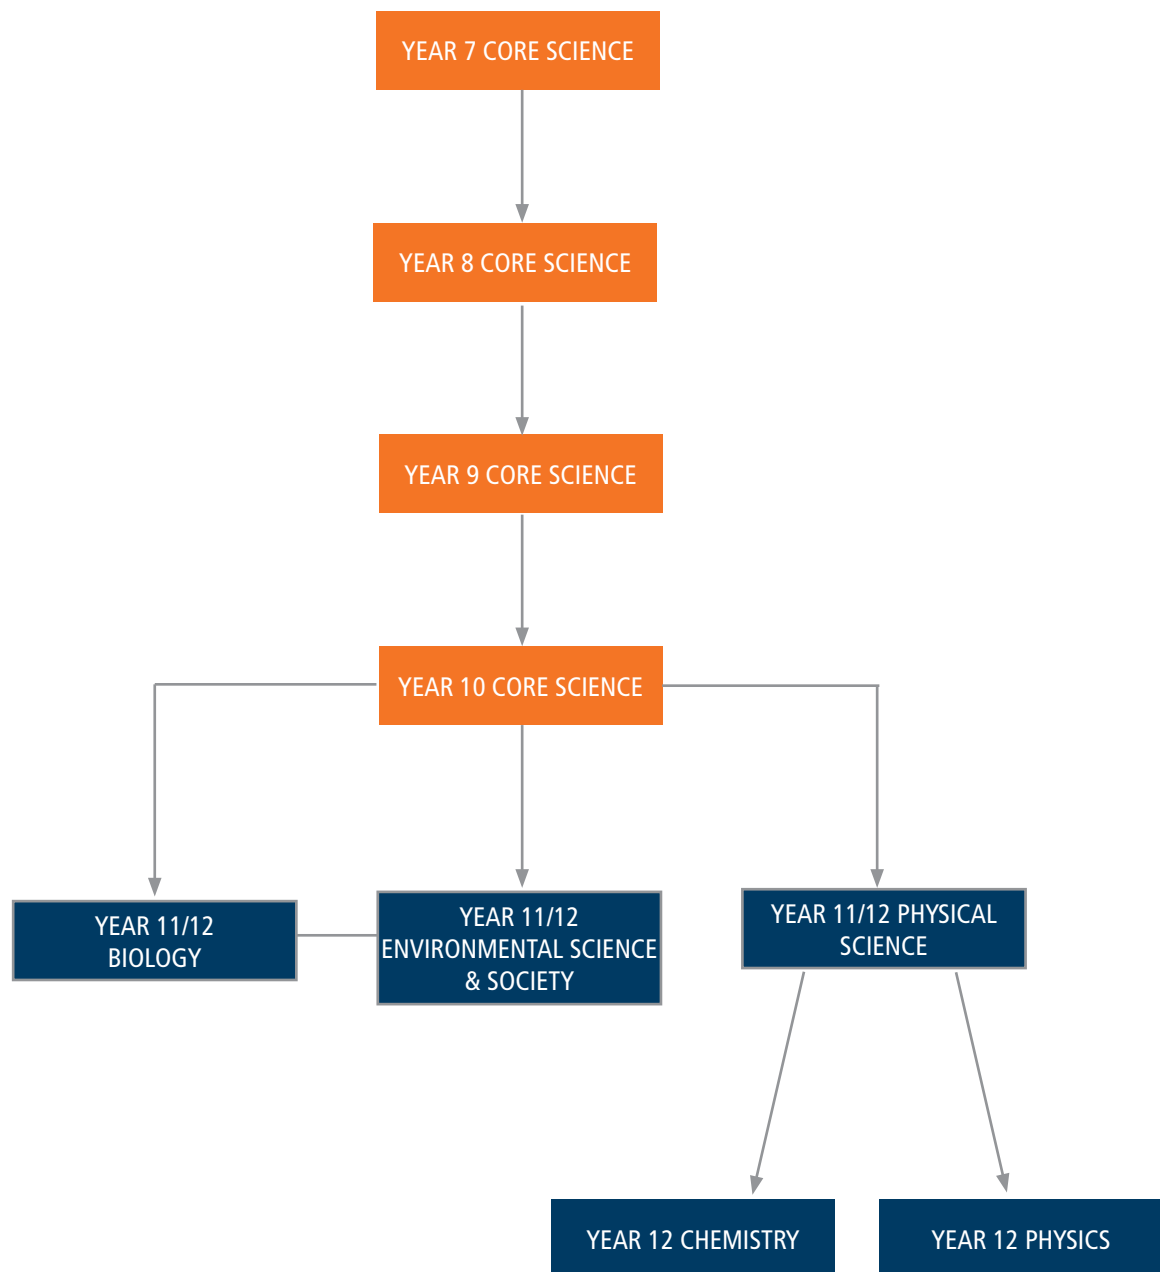 YEAR 7 CORE SCIENCE
YEAR 8 CORE SCIENCE
YEAR 9 CORE SCIENCE
YEAR 10 CORE SCIENCE
YEAR 11/12
BIOLOGY
YEAR 11/12
ENVIRONMENTAL SCIENCE
& SOCIETY
YEAR 11/12 PHYSICAL
SCIENCE
YEAR 12 CHEMISTRY
YEAR 12 PHYSICS